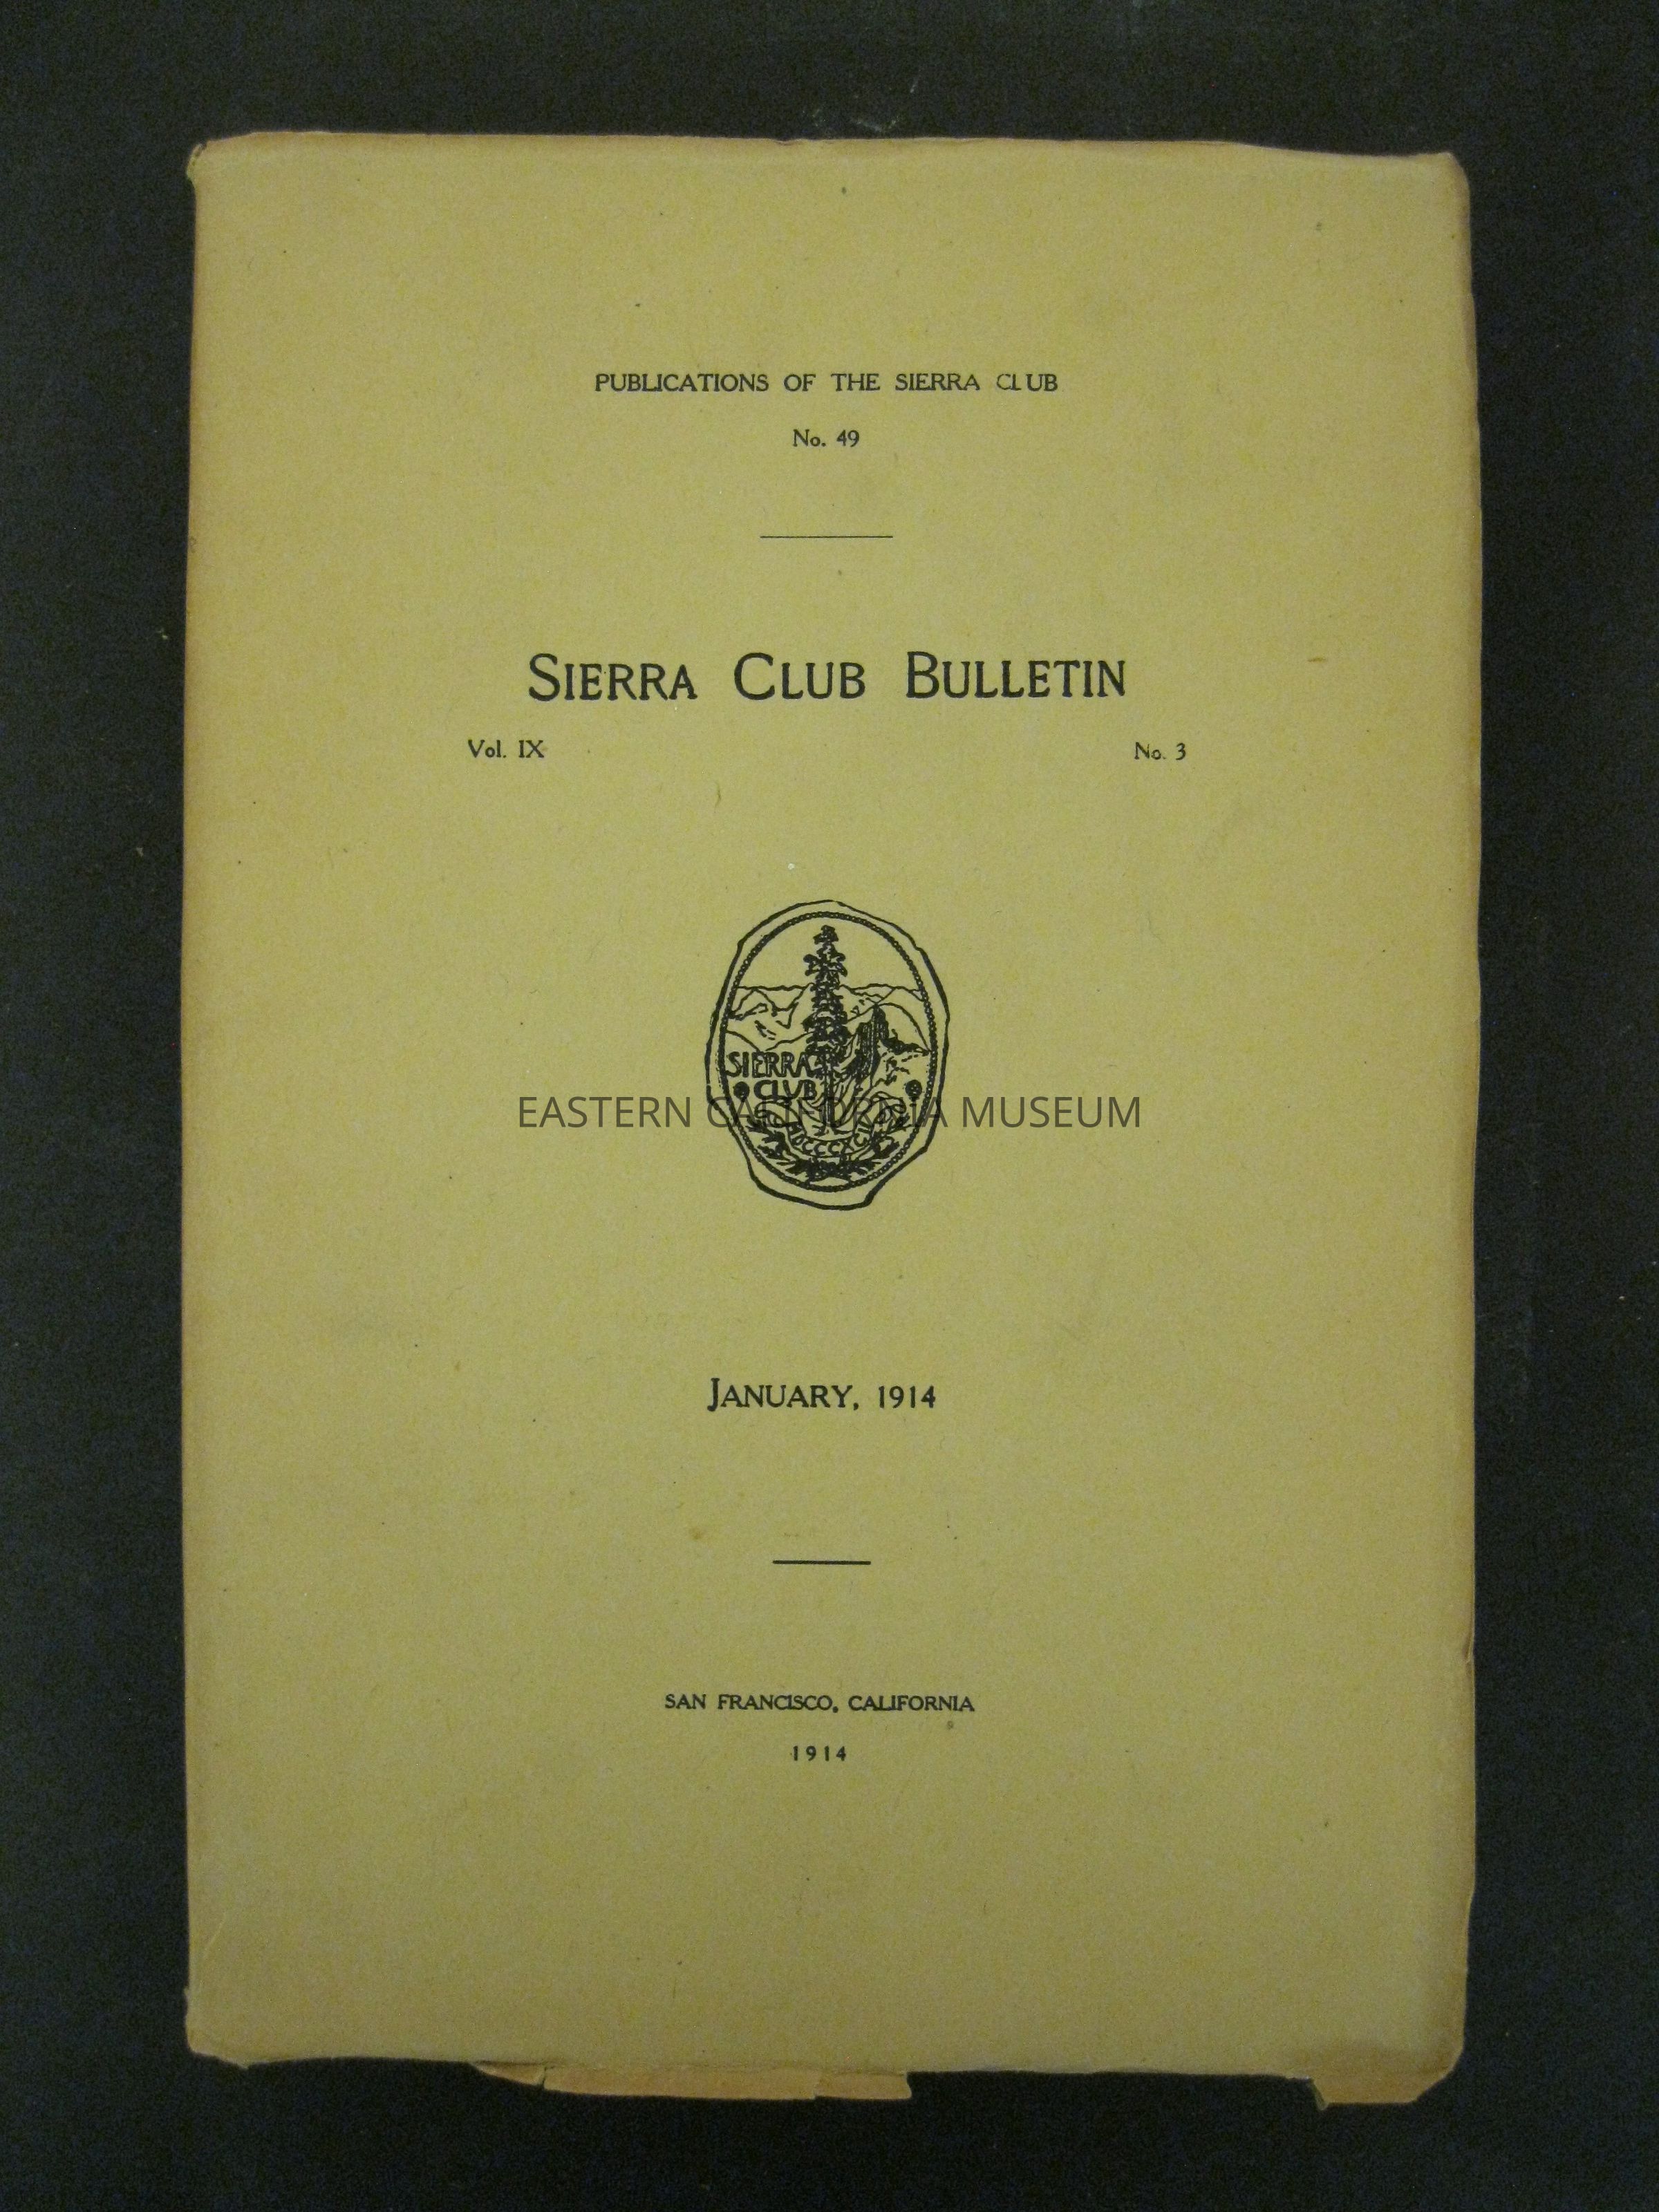 PUBLICATIONS OF THE SIERRA CLUB
No. 49
SIERRA CLUB BULLETIN
Vol. IX No. 3
SIERRA
CLVB
EASTERN CALIFORNIA MUSEUM
JANUARY, 1914
SAN FRANCISCO, CALIFORNIA
1914